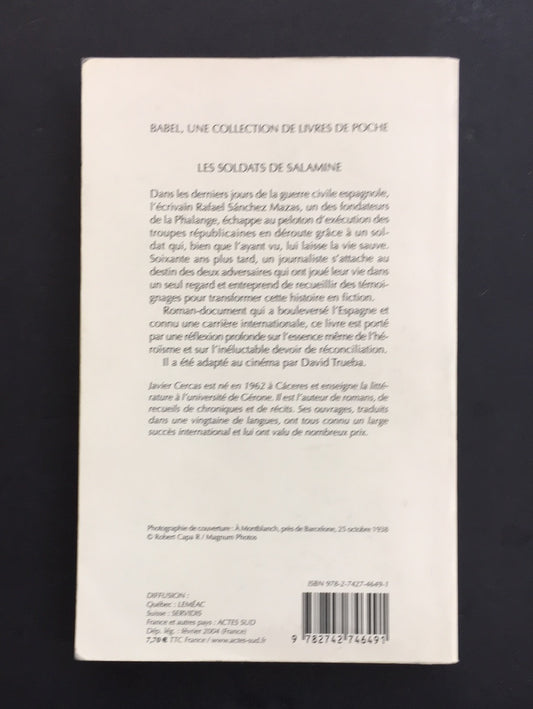 BABEL, UNE COLLECTION DE LIVRES DE POCHE
LES SOLDATS DE SALAMINE
Dans les derniers jours de la guerre civile espagnole,
l'écrivain Rafael Sánchez Mazas, un des fondateurs
de la Phalange, échappe au peloton d'exécution des
troupes républicaines en déroute grâce à un sol-
dat qui, bien que l'ayant vu, lui laisse la vie sauve.
Soixante ans plus tard, un journaliste s'attache au
destin des deux adversaires qui ont joué leur vie dans
un seul regard et entreprend de recueillir des témoi-
gnages pour transformer cette histoire en fiction.
Roman-document qui a bouleversé l'Espagne et
connu une carrière internationale, ce livre est porté
par une réflexion profonde sur l'essence même de l'hé-
roïsme et sur l'inéluctable devoir de réconciliation.
Il a été adapté au cinéma par David Trueba.
Javier Cercas est né en 1962 à Cáceres et enseigne la litté-
rature à l'université de Gérone. Il est l'auteur de romans, de
recueils de chroniques et de récits. Ses ouvrages, traduits
dans une vingtaine de langues, ont tous connu un large
succès international et lui ont valu de nombreux prix.
Photographie de couverture : À Montblanch, près de Barcelone, 25 octobre 1938
© Robert Capa R / Magnum Photos
ISBN 978-2-7427-4649-1
DIFFUSION :
Québec : LEMÉAC
Suisse : SERVIDIS
France et autres pays : ACTES SUD
Dép. lég. : février 2004 (France)
7,70 € TTC France / www.actes-sud.fr
9 782742 746491